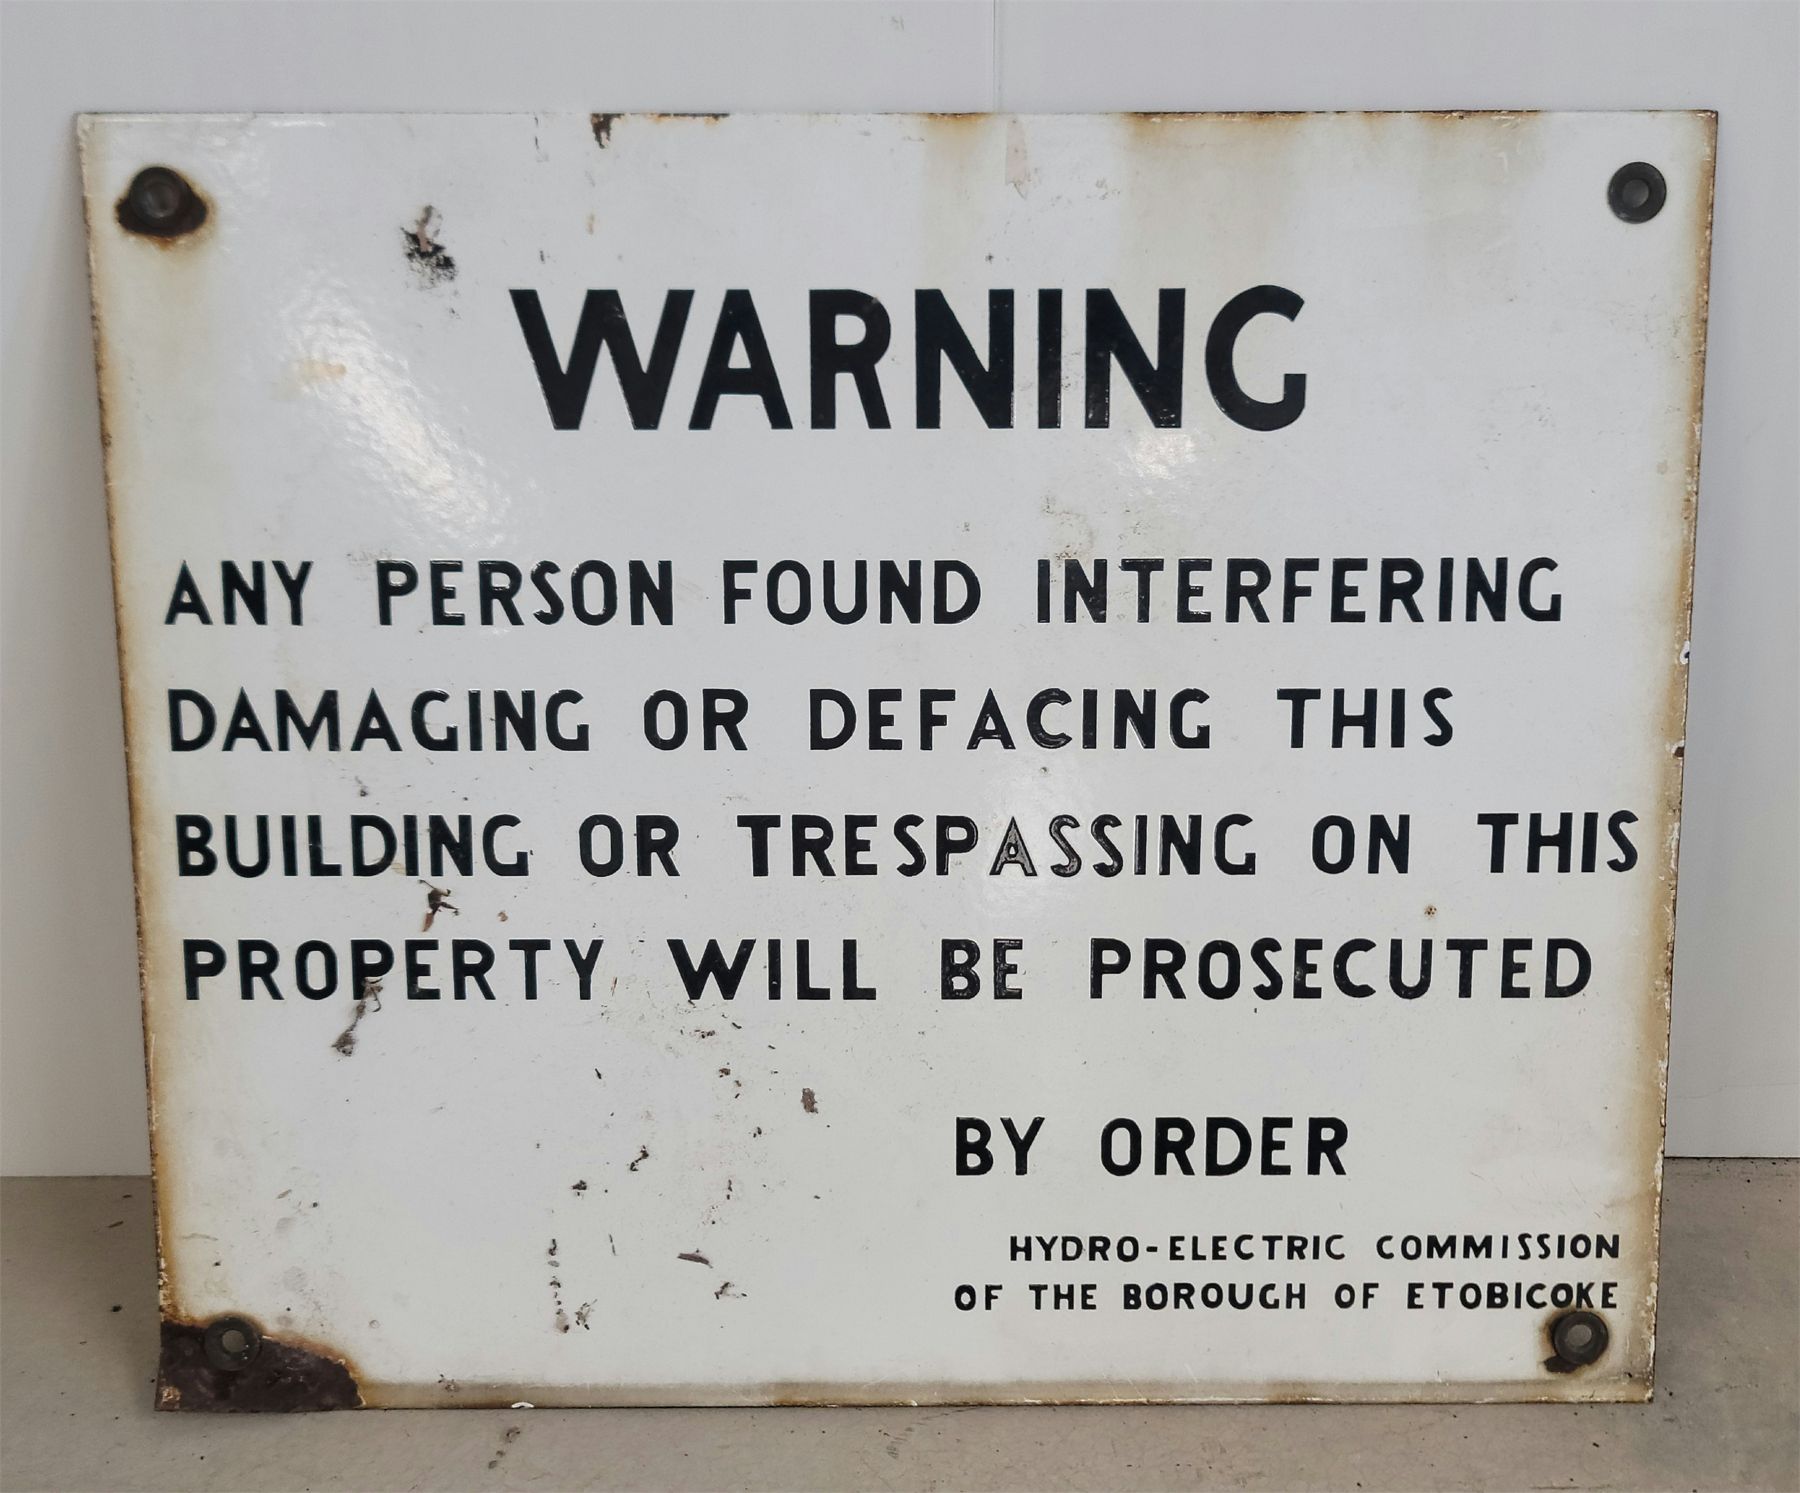 WARNING
ANY PERSON FOUND INTERFERING
DAMAGING OR DEFACING THIS
BUILDING OR TRESPASSING ON THIS
PROPERTY WILL BE PROSECUTED
BY ORDER
HYDRO-ELECTRIC COMMISSION
OF THE BOROUGH OF ETOBICOKE